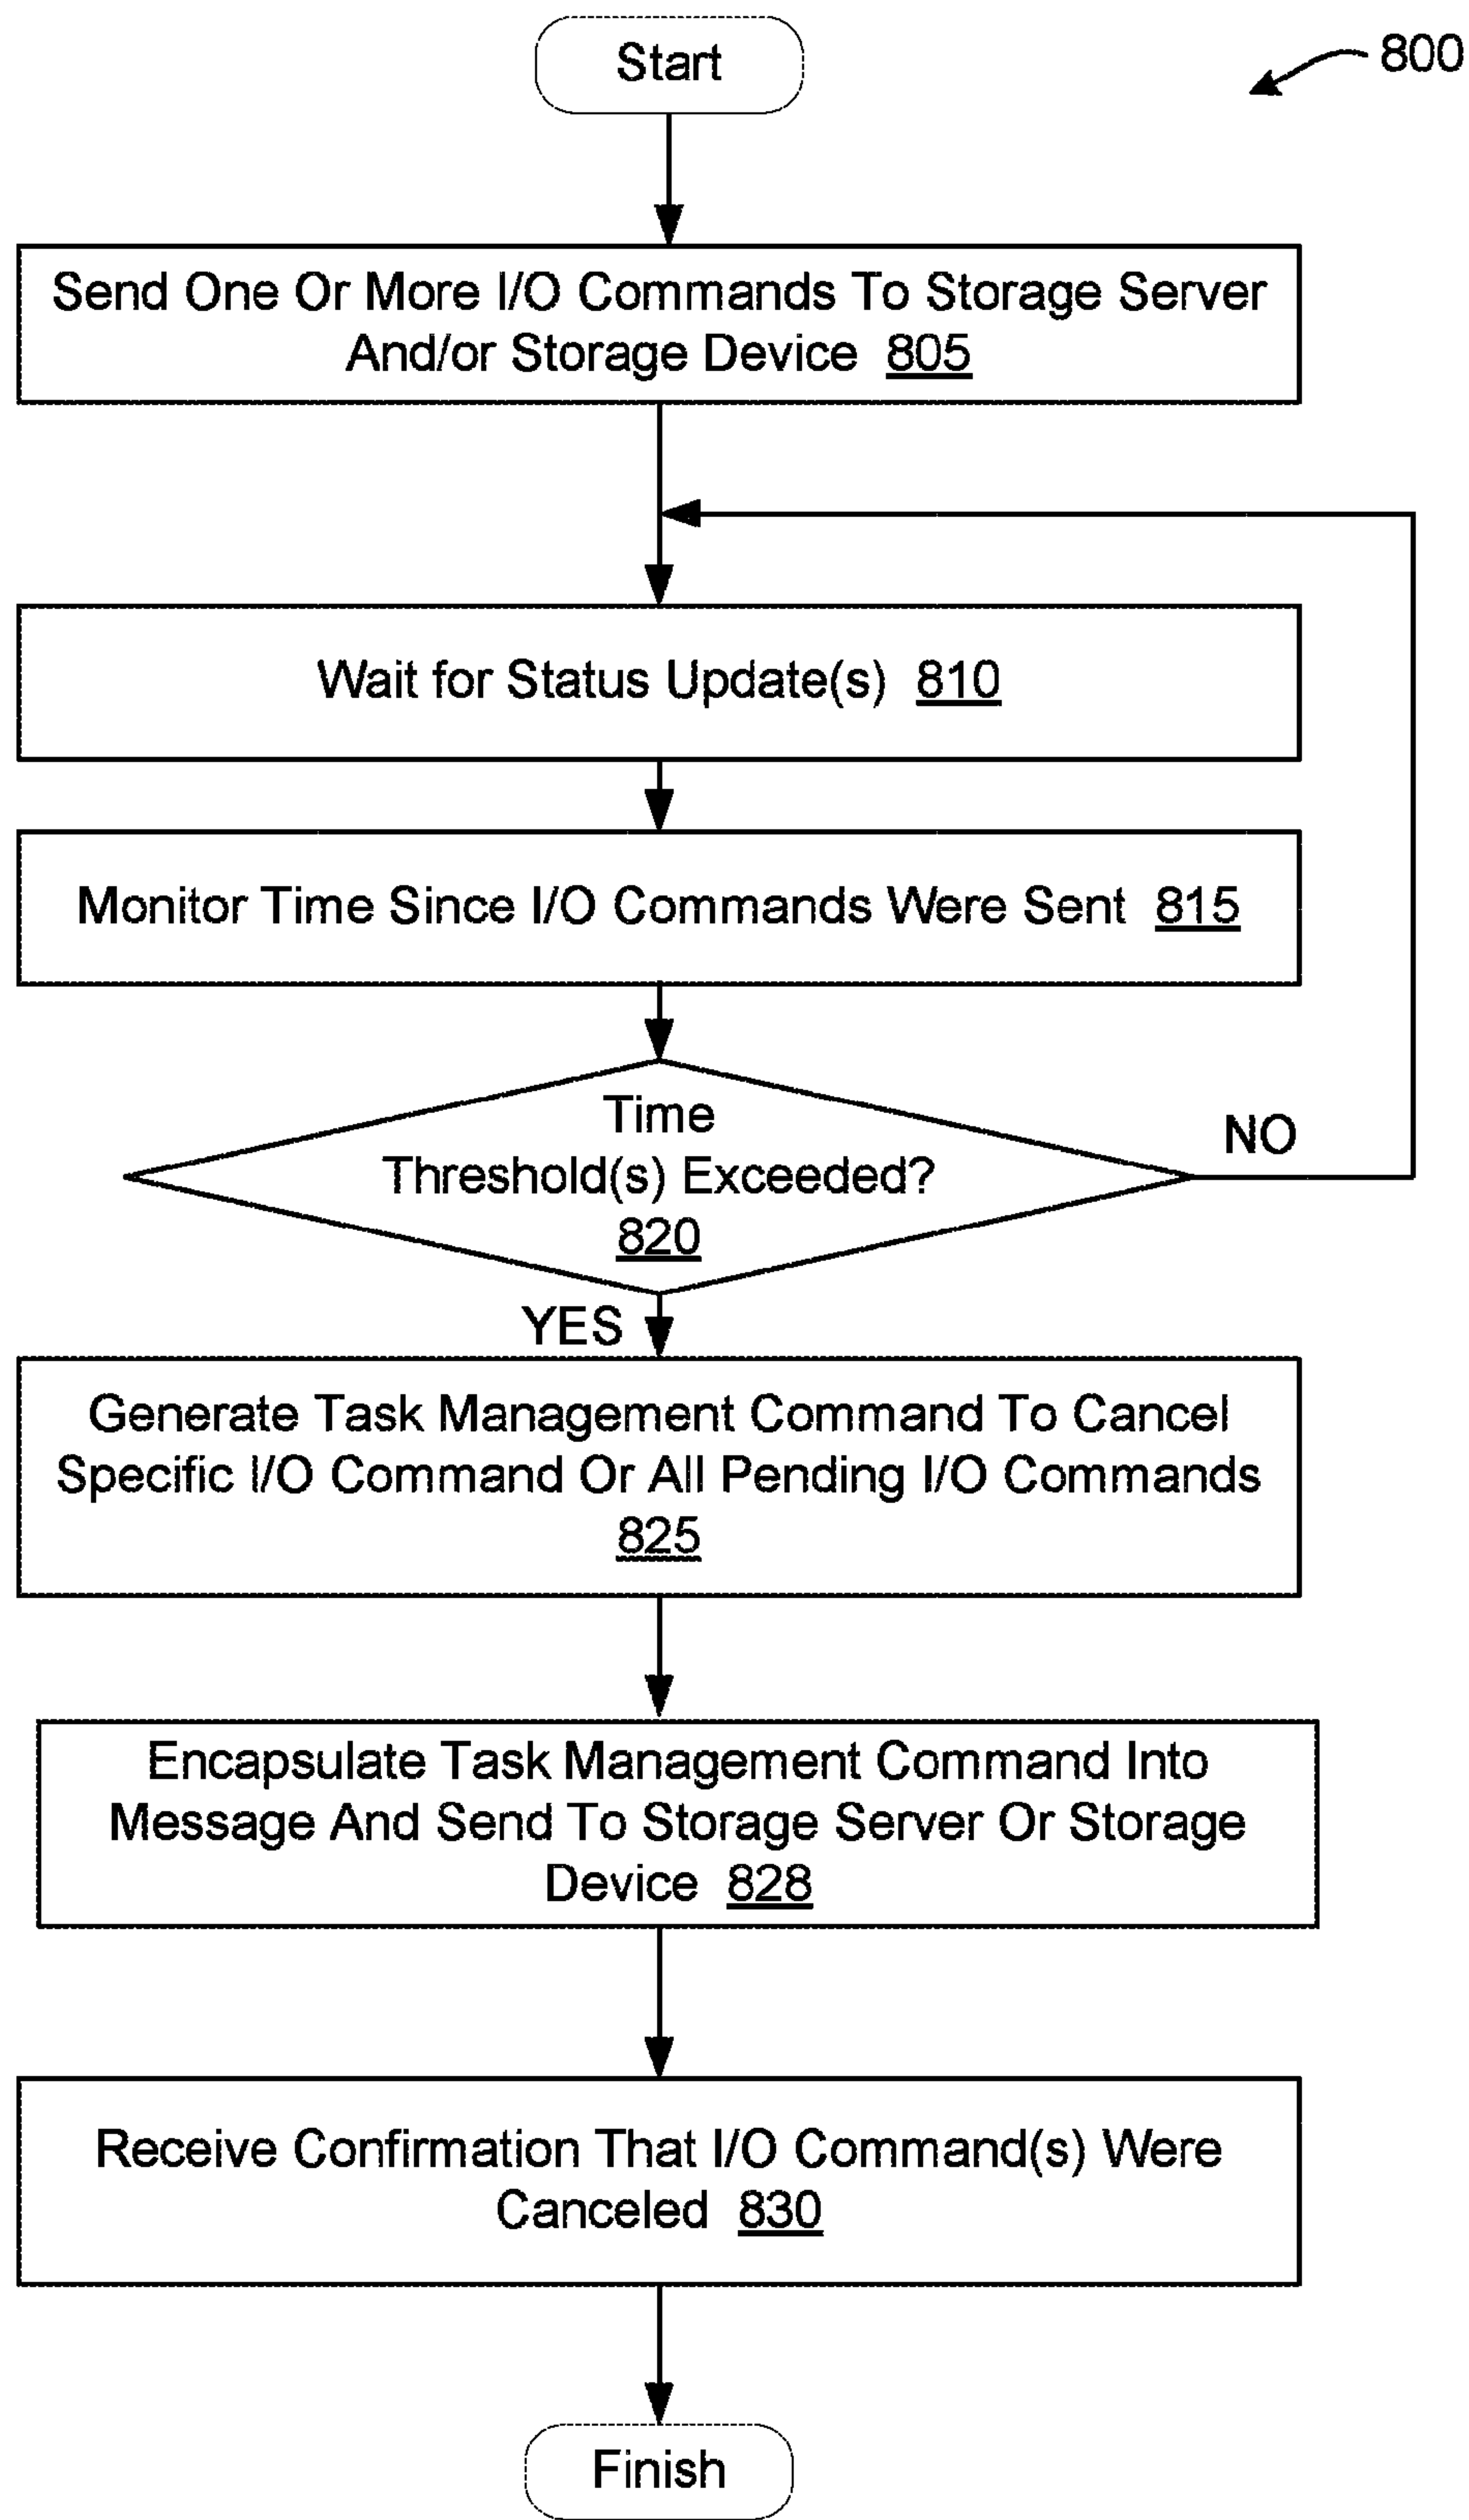 Start
800
Send One Or More I/O Commands To Storage Server
And/or Storage Device 805
Wait for Status Update(s) 810
Monitor Time Since I/O Commands Were Sent 815
Time
Threshold(s) Exceeded?
820
NO
YES
Generate Task Management Command To Cancel
Specific I/O Command Or All Pending I/O Commands
825
Encapsulate Task Management Command Into
Message And Send To Storage Server Or Storage
Device 828
Receive Confirmation That I/O Command(s) Were
Canceled 830
Finish